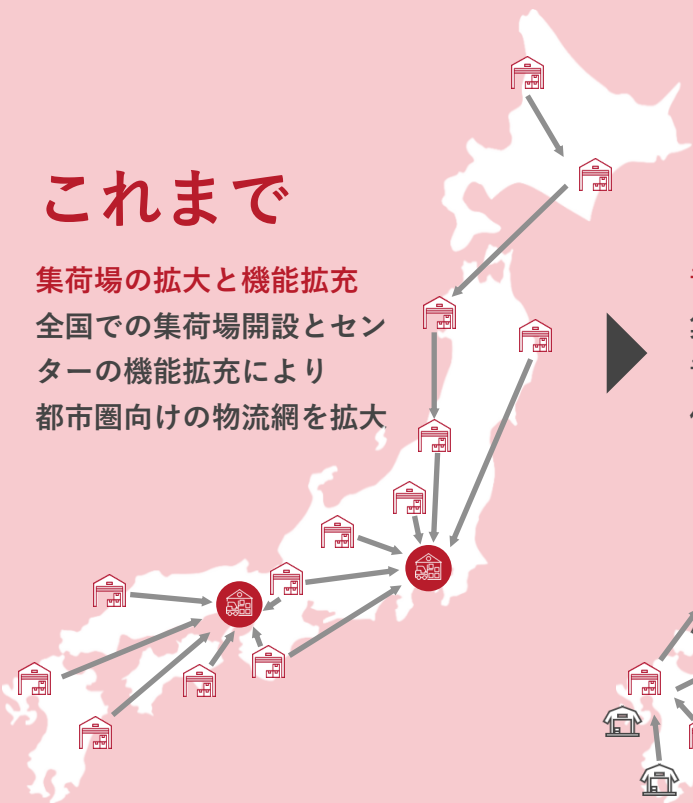 これまで
集荷場の拡大と機能拡充
全国での集荷場開設とセン
ターの機能拡充により
都市圏向けの物流網を拡大